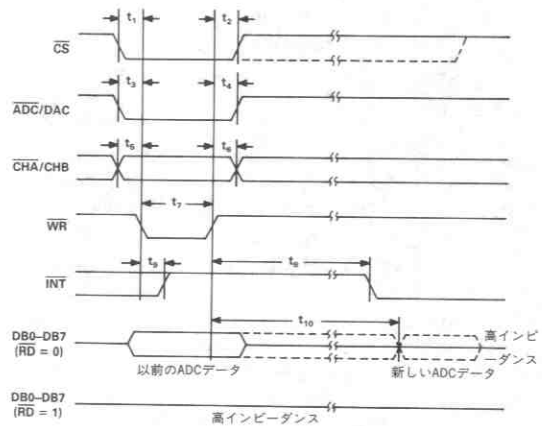 t1 t2
CS
t3 t4
ADC/DAC
t5 t6
CHA/CHB
t7
WR
t9 t8
INT
t10
DB0–DB7
(RD = 0)
高インピ
ーダンス
以前のADCデータ
新しいADCデータ
DB0–DB7
(RD = 1)
高インピーダンス